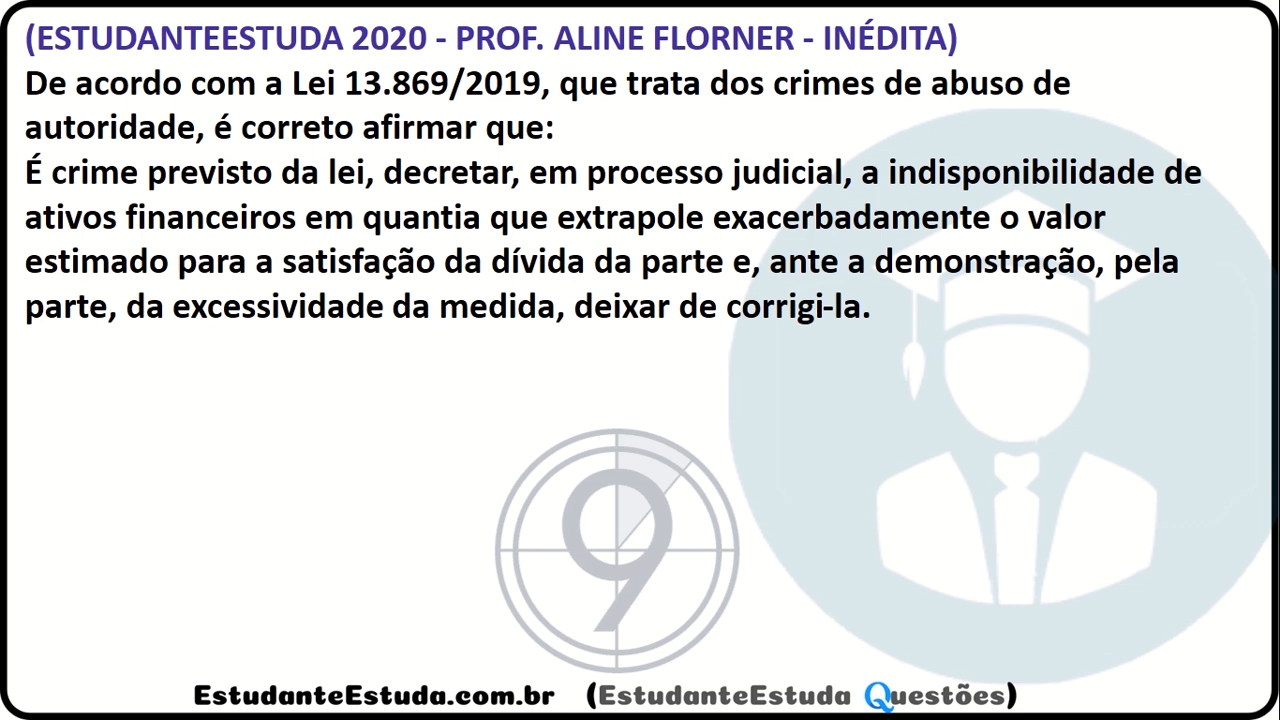 (ESTUDANTEESTUDA 2020 - PROF. ALINE FLORNER - INÉDITA)
De acordo com a Lei 13.869/2019, que trata dos crimes de abuso de
autoridade, é correto afirmar que:
É crime previsto da lei, decretar, em processo judicial, a indisponibilidade de
ativos financeiros em quantia que extrapole exacerbadamente o valor
estimado para a satisfação da dívida da parte e, ante a demonstração, pela
parte, da excessividade da medida, deixar de corrigi-la.
9
EstudanteEstuda.com.br (EstudanteEstuda Questões)